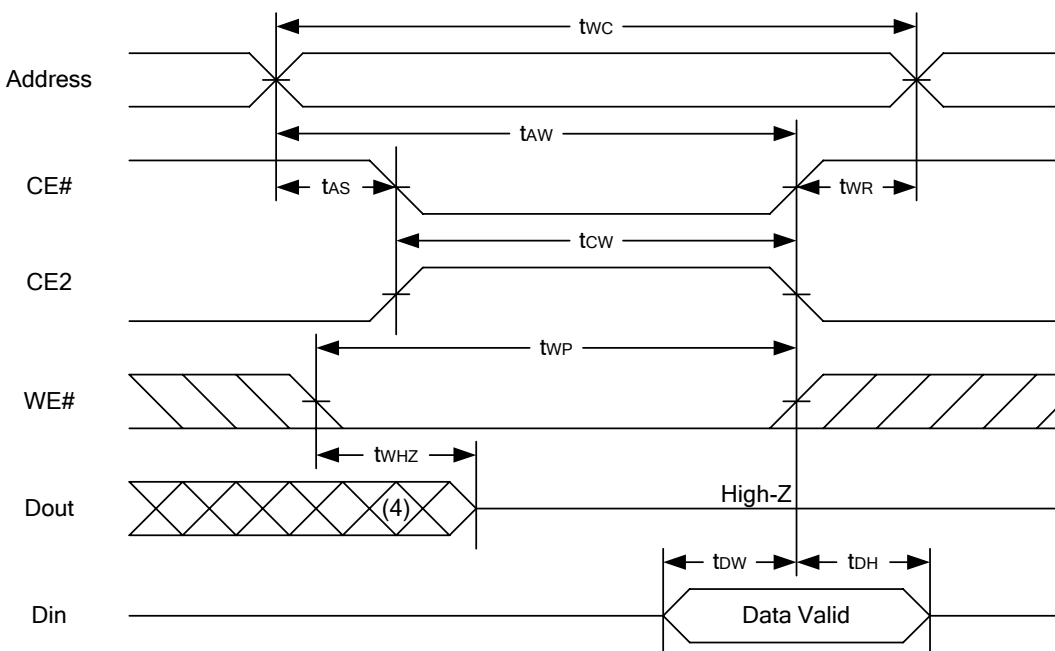 tWC
Address
tAW
CE#
tAS
tWR
tCW
CE2
tWP
WE#
tWHZ
Dout
(4)
High-Z
tDW
tDH
Din
Data Valid